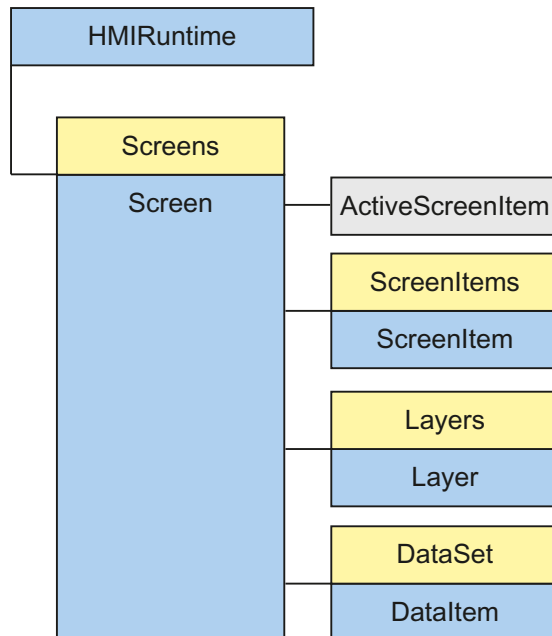 HMIRuntime
Screens
Screen
ActiveScreenItem
ScreenItems
ScreenItem
Layers
Layer
DataSet
DataItem